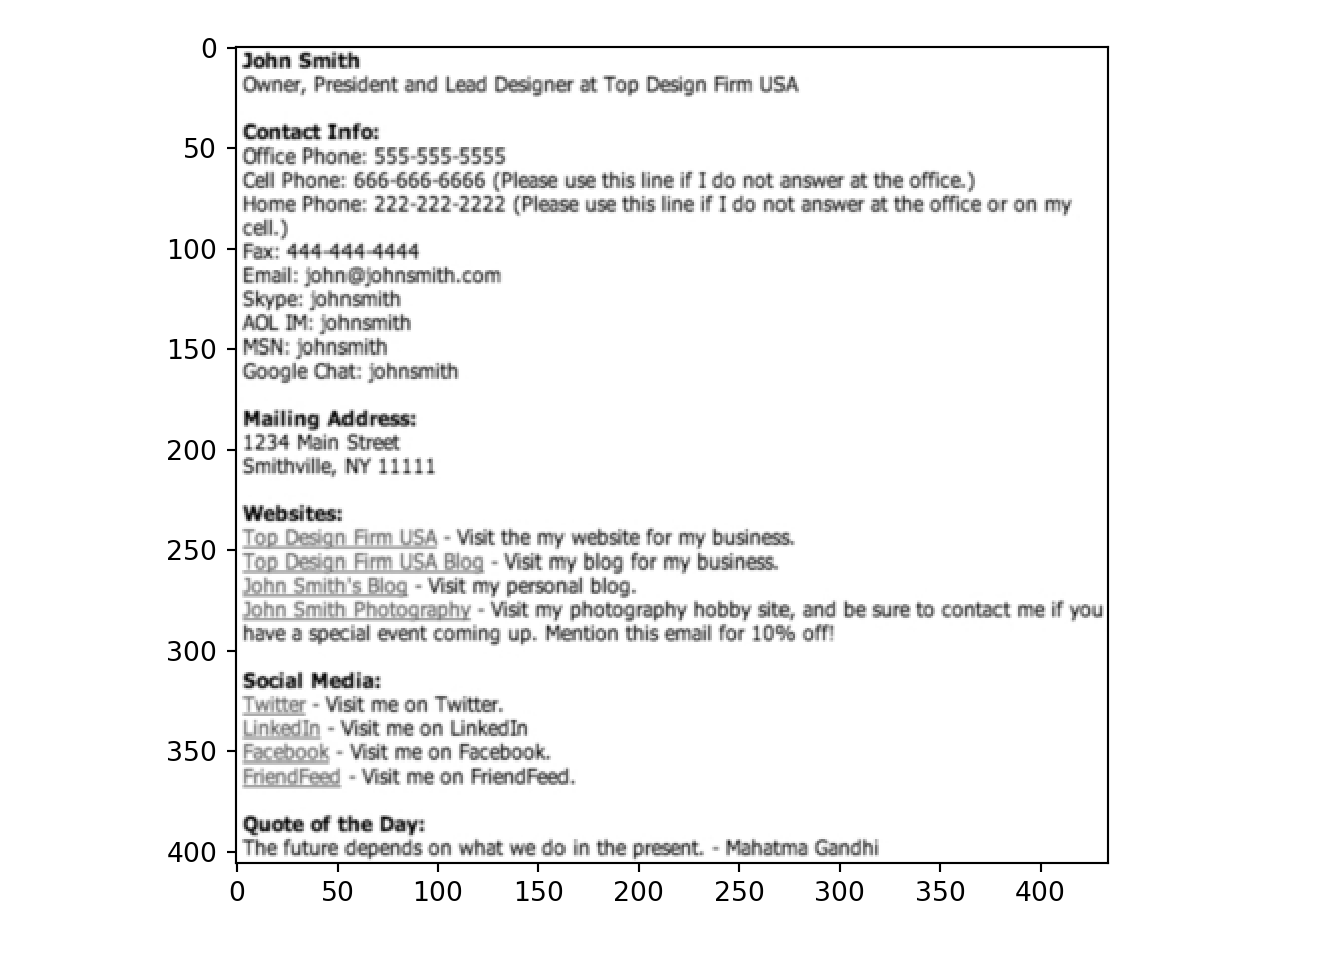 John Smith
Owner, President and Lead Designer at Top Design Firm USA
Contact Info:
Office Phone: 555-555-5555
Cell Phone: 666-666-6666 (Please use this line if I do not answer at the office.)
Home Phone: 222-222-2222 (Please use this line if I do not answer at the office or on my
cell.)
Fax: 444-444-4444
Email: john@johnsmith.com
Skype: johnsmith
AOL IM: johnsmith
MSN: johnsmith
Google Chat: johnsmith
Mailing Address:
1234 Main Street
Smithville, NY 11111
Websites:
Top Design Firm USA - Visit the my website for my business.
Top Design Firm USA Blog - Visit my blog for my business.
John Smith's Blog - Visit my personal blog.
John Smith Photography - Visit my photography hobby site, and be sure to contact me if you
have a special event coming up. Mention this email for 10% off!
Social Media:
Twitter - Visit me on Twitter.
LinkedIn - Visit me on LinkedIn
Facebook - Visit me on Facebook.
FriendFeed - Visit me on FriendFeed.
Quote of the Day:
The future depends on what we do in the present. - Mahatma Gandhi
0
50
100
150
200
250
300
350
400
0 50 100 150 200 250 300 350 400